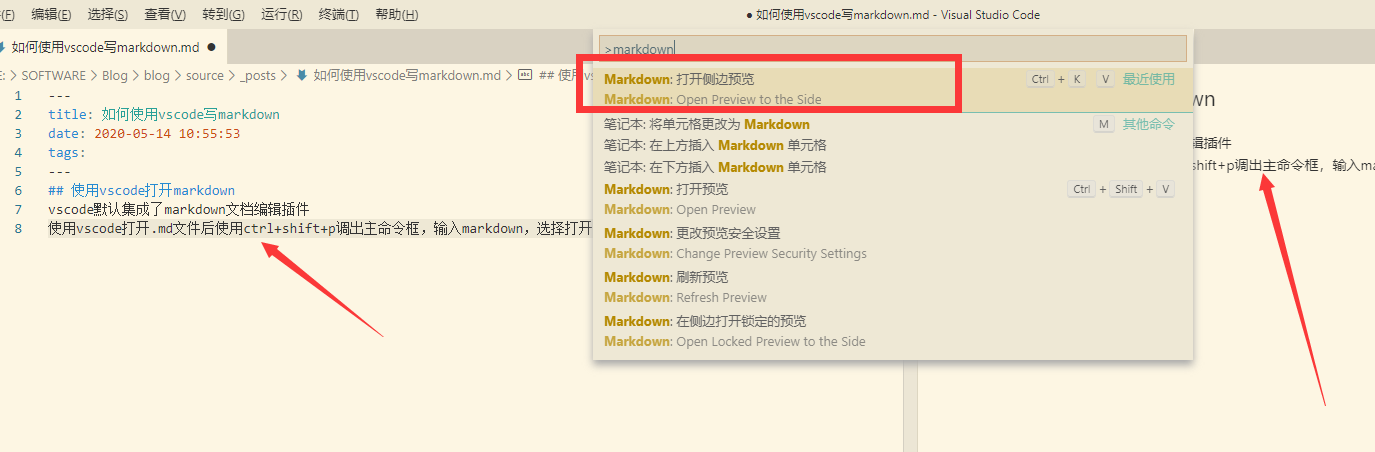 (F) 编辑(E) 选择(S) 查看(V) 转到(G) 运行(R) 终端(T) 帮助(H) ● 如何使用vscode写markdown.md - Visual Studio Code
如何使用vscode写markdown.md ●
E: > SOFTWARE > Blog > blog > source > _posts > 如何使用vscode写markdown.md > ## 使用vs
1 ---
2 title: 如何使用vscode写markdown
3 date: 2020-05-14 10:55:53
4 tags:
5 ---
6 ## 使用vscode打开markdown
7 vscode默认集成了markdown文档编辑插件
8 使用vscode打开.md文件后使用ctrl+shift+p调出主命令框，输入markdown，选择打开
>markdown
Markdown: 打开侧边预览 Ctrl + K V 最近使用
Markdown: Open Preview to the Side
笔记本: 将单元格更改为 Markdown M 其他命令
笔记本: 在上方插入 Markdown 单元格
笔记本: 在下方插入 Markdown 单元格
Markdown: 打开预览 Ctrl + Shift + V
Markdown: Open Preview
Markdown: 更改预览安全设置
Markdown: Change Preview Security Settings
Markdown: 刷新预览
Markdown: Refresh Preview
Markdown: 在侧边打开锁定的预览
Markdown: Open Locked Preview to the Side
wn
辑插件
shift+p调出主命令框，输入ma